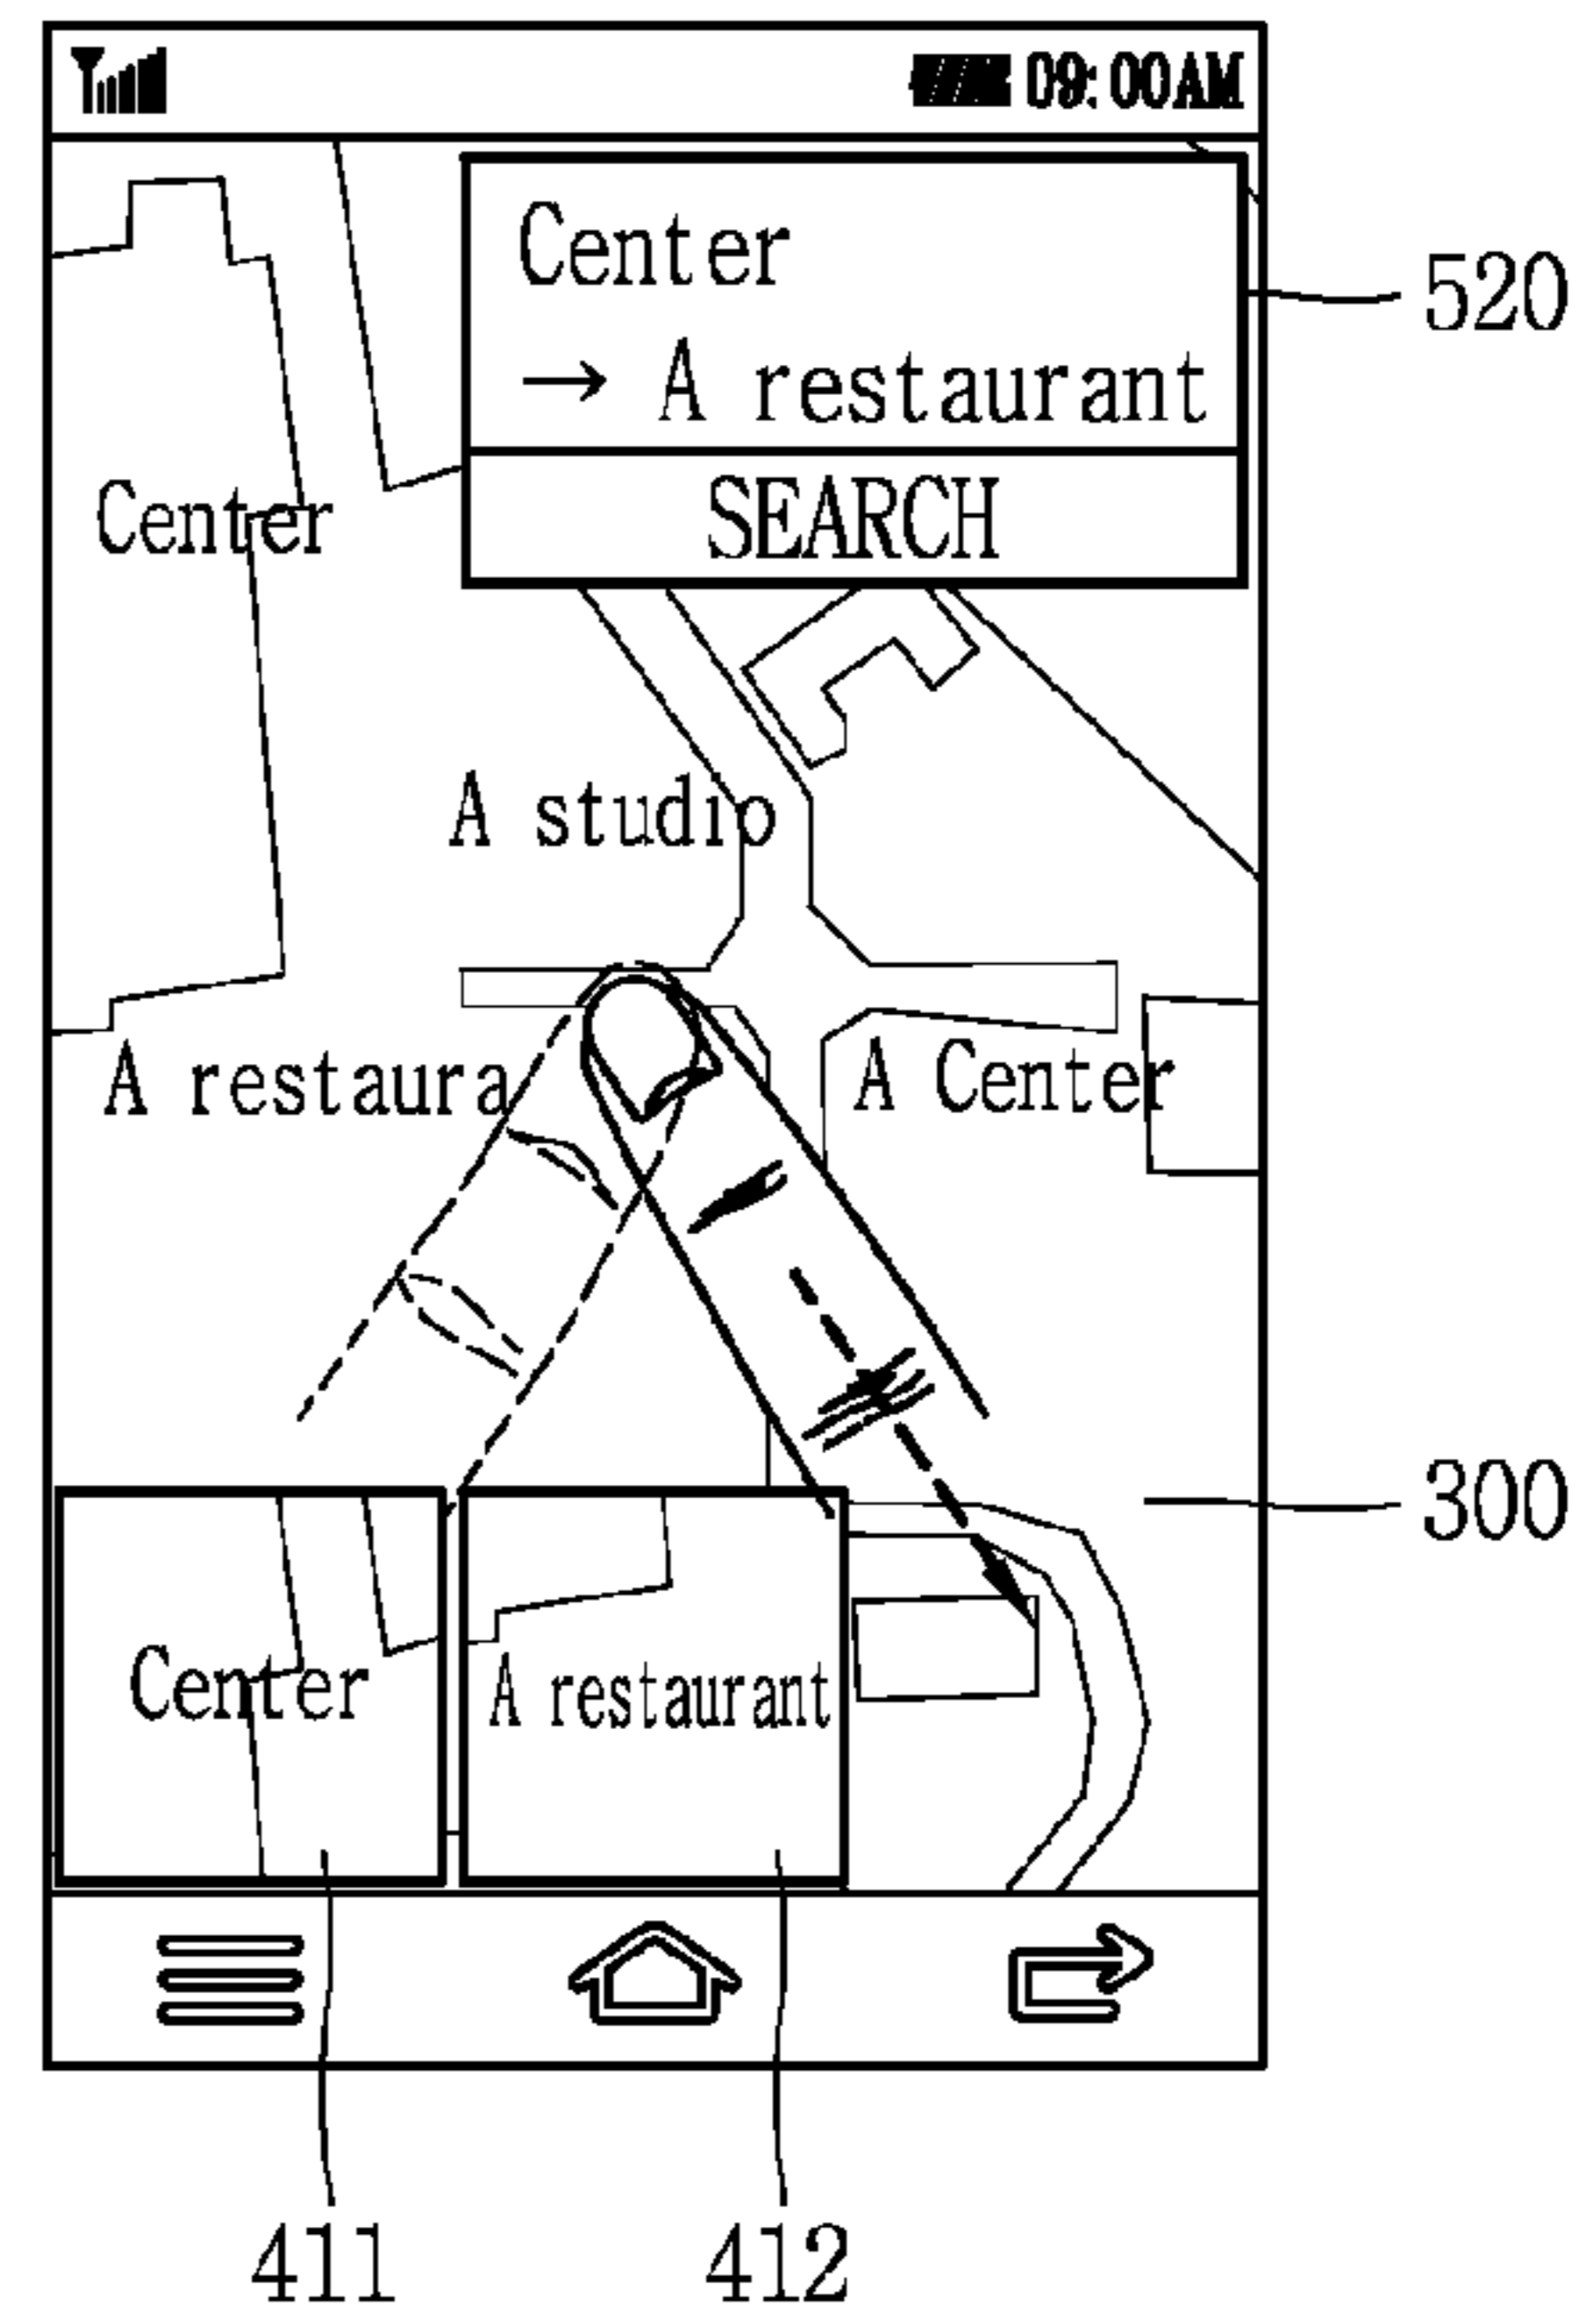 09:00AM
Center
→ A restaurant
520
SEARCH
Center
A studio
A restaura
A Center
300
Center
A restaurant
411
412